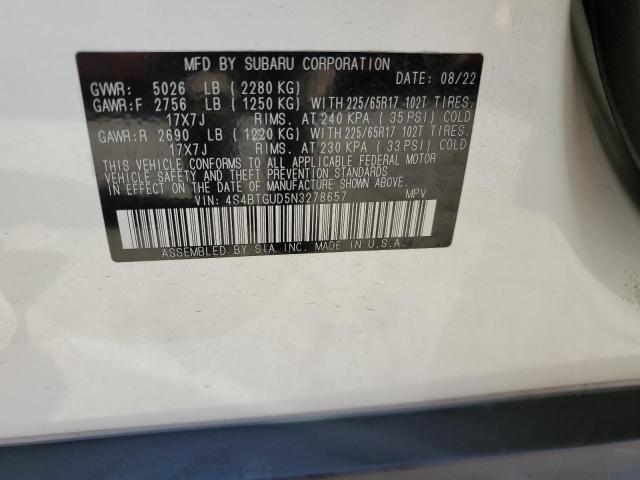 MFD BY SUBARU CORPORATION
GVWR: 5026 LB ( 2280 KG) DATE: 08/22
GAWR:F 2756 LB ( 1250 KG) WITH 225/65R17 102T TIRES.
17X7J RIMS. AT 240 KPA ( 35 PSI) COLD
GAWR:R 2690 LB ( 1220 KG) WITH 225/65R17 102T TIRES.
17X7J RIMS. AT 230 KPA ( 33 PSI) COLD
THIS VEHICLE CONFORMS TO ALL APPLICABLE FEDERAL MOTOR
VEHICLE SAFETY STANDARDS IN EFFECT ON THE DATE OF
MANUFACTURE SHOWN ABOVE.
VIN: 4S4BTGUD5N3278657 MPV
ASSEMBLED BY SIA, INC. MADE IN U.S.A.